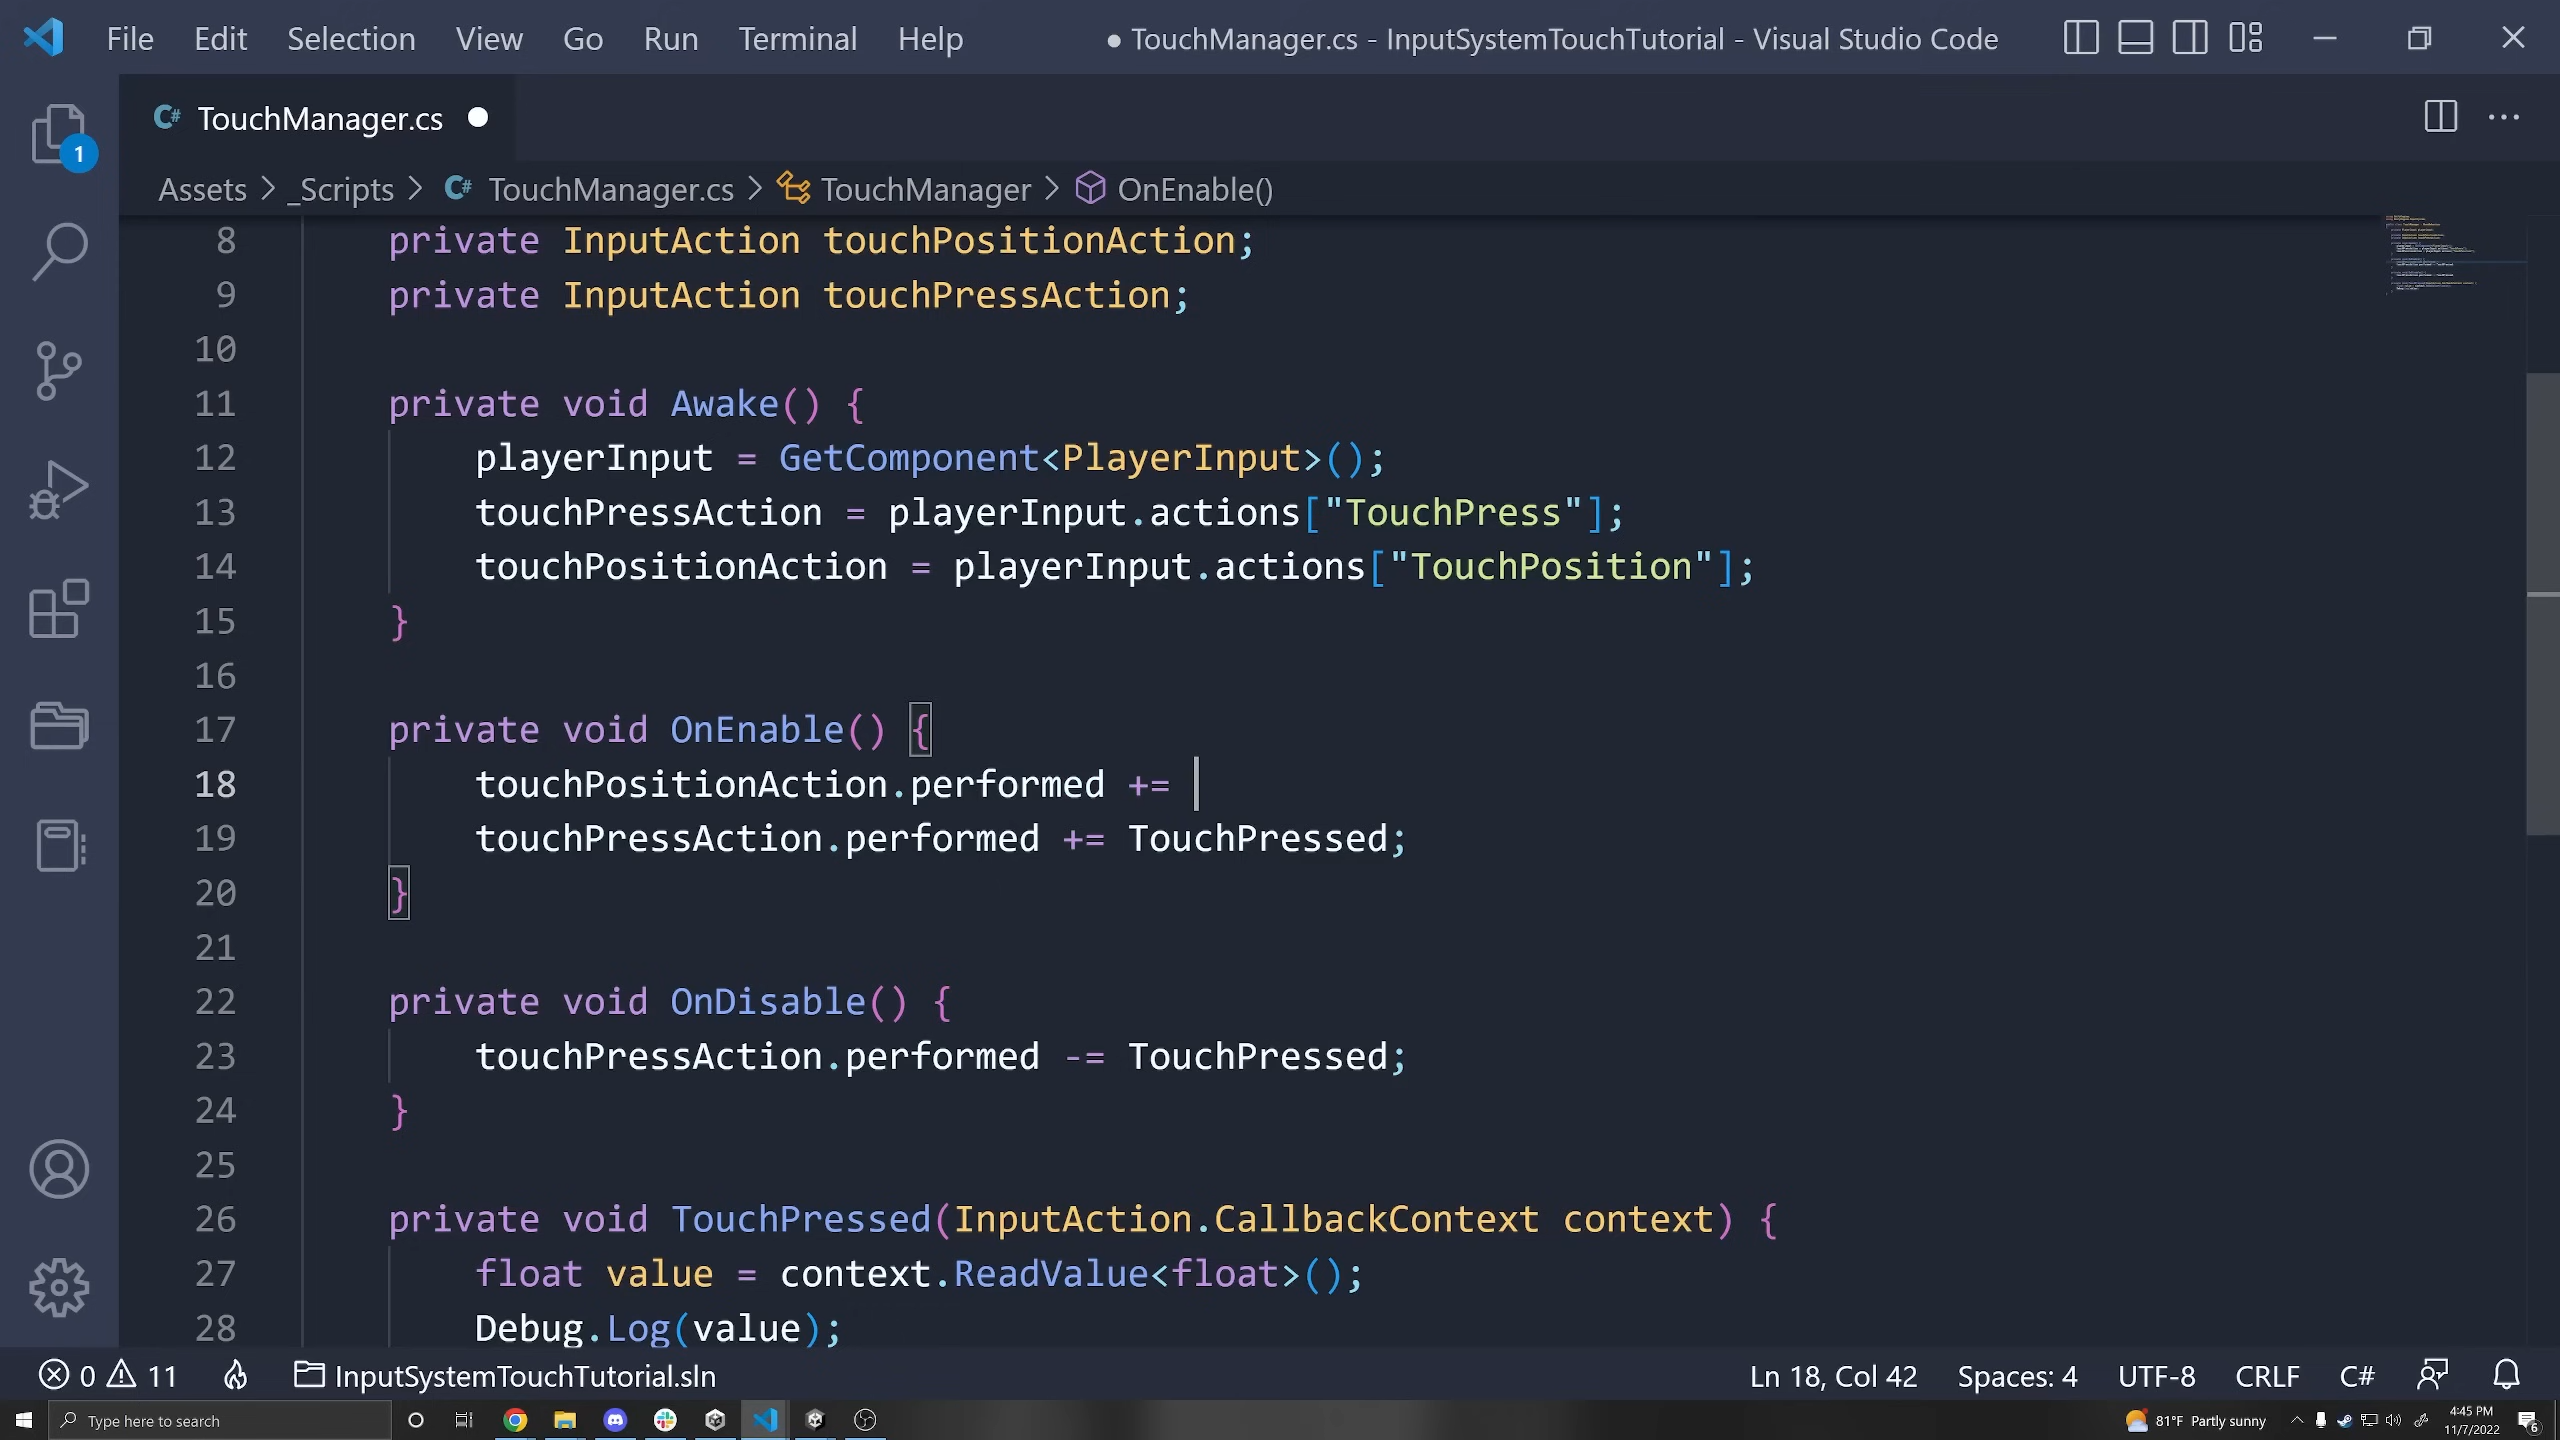 File Edit Selection View Go Run Terminal Help ● TouchManager.cs - InputSystemTouchTutorial - Visual Studio Code
C# TouchManager.cs ●
1
Assets > _Scripts > C# TouchManager.cs > TouchManager > OnEnable()
8 private InputAction touchPositionAction;
9 private InputAction touchPressAction;
10
11 private void Awake() {
12 playerInput = GetComponent<PlayerInput>();
13 touchPressAction = playerInput.actions["TouchPress"];
14 touchPositionAction = playerInput.actions["TouchPosition"];
15 }
16
17 private void OnEnable() {
18 touchPositionAction.performed +=
19 touchPressAction.performed += TouchPressed;
20 }
21
22 private void OnDisable() {
23 touchPressAction.performed -= TouchPressed;
24 }
25
26 private void TouchPressed(InputAction.CallbackContext context) {
27 float value = context.ReadValue<float>();
28 Debug.Log(value);
0 11 InputSystemTouchTutorial.sln Ln 18, Col 42 Spaces: 4 UTF-8 CRLF C#
Type here to search 81°F Partly sunny 4:45 PM
11/7/2022 6